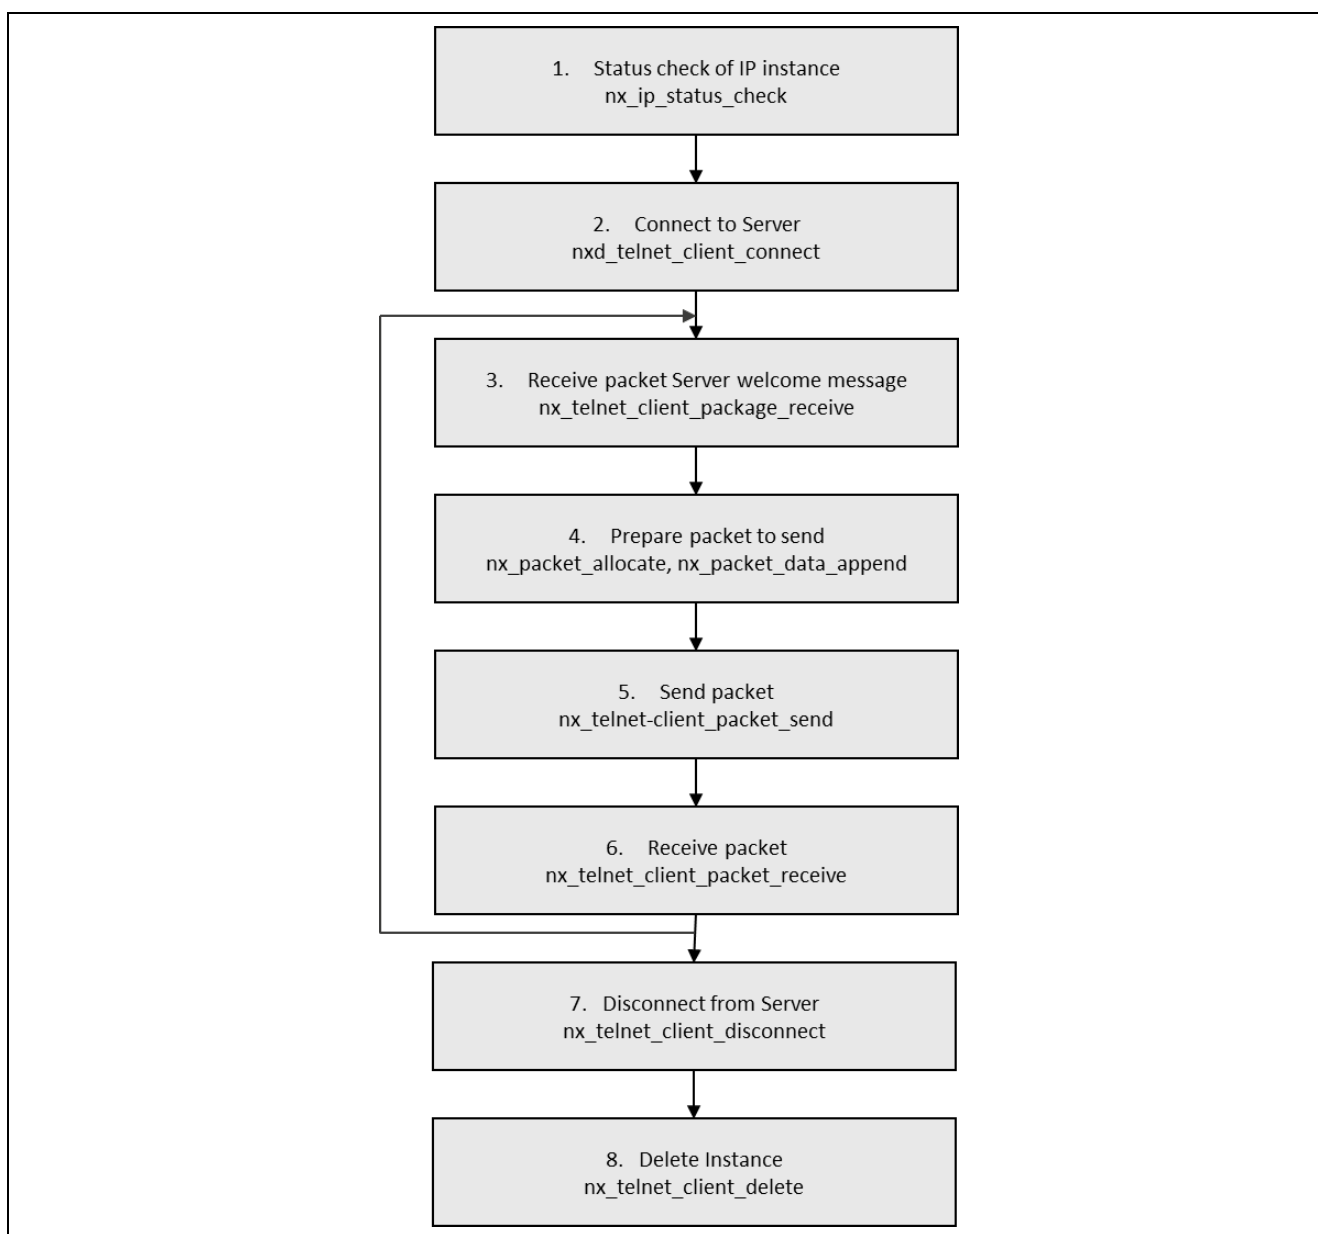 1. Status check of IP instance
nx_ip_status_check
2. Connect to Server
nxd_telnet_client_connect
3. Receive packet Server welcome message
nx_telnet_client_package_receive
4. Prepare packet to send
nx_packet_allocate, nx_packet_data_append
5. Send packet
nx_telnet-client_packet_send
6. Receive packet
nx_telnet_client_packet_receive
7. Disconnect from Server
nx_telnet_client_disconnect
8. Delete Instance
nx_telnet_client_delete